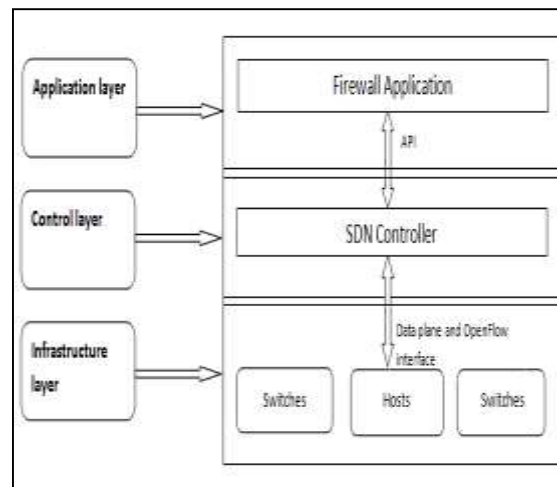 Application layer
Firewall Application
API
Control layer
SDN Controller
Infrastructure
layer
Data plane and OpenFlow
interface
Switches
Hosts
Switches